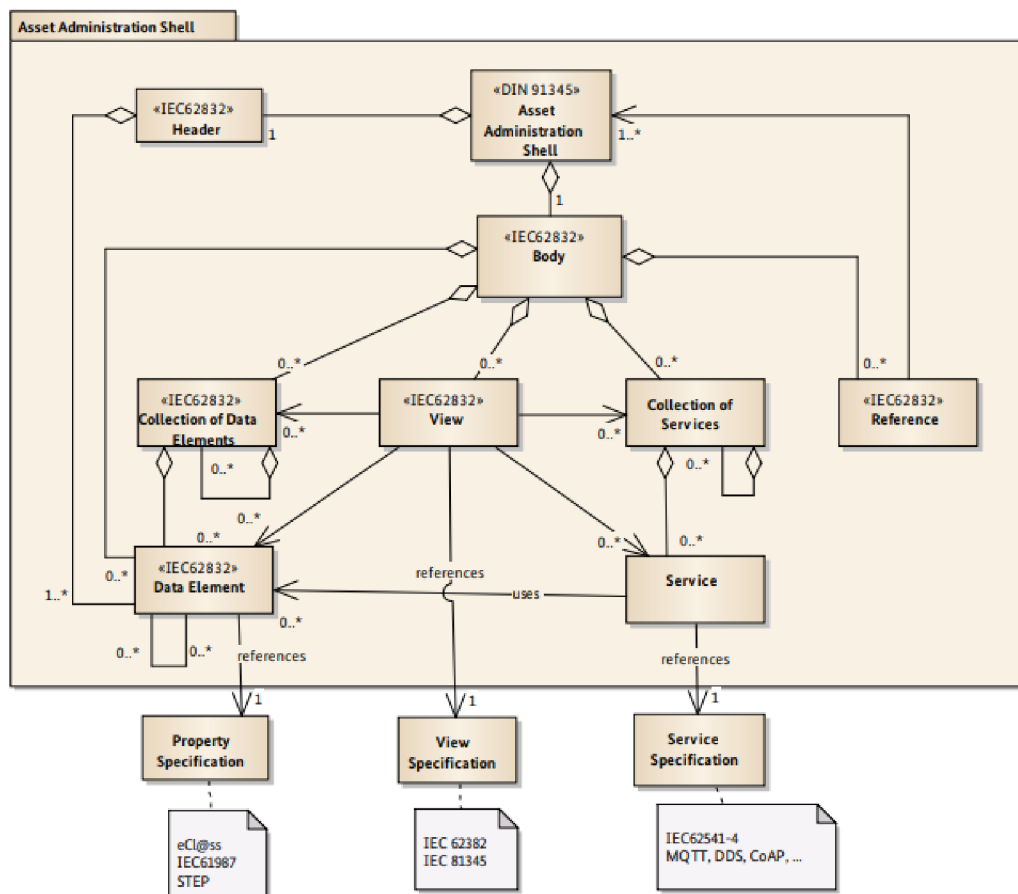 Asset Administration Shell
«IEC62832»
Header
1
«DIN 91345»
Asset
Administration
Shell
1..*
1
«IEC62832»
Body
0..*
0..*
0..*
0..*
«IEC62832»
Collection of Data
Elements
0..*
«IEC62832»
View
0..*
Collection of
Services
«IEC62832»
Reference
0..*
0..*
0..*
0..*
0..*
0..*
0..*
1..*
«IEC62832»
Data Element
references
Service
uses
0..*
0..*
0..*
references
references
1
1
1
Property
Specification
View
Specification
Service
Specification
eCl@ss
IEC61987
STEP
IEC 62382
IEC 81345
IEC62541-4
MQTT, DDS, CoAP, ...